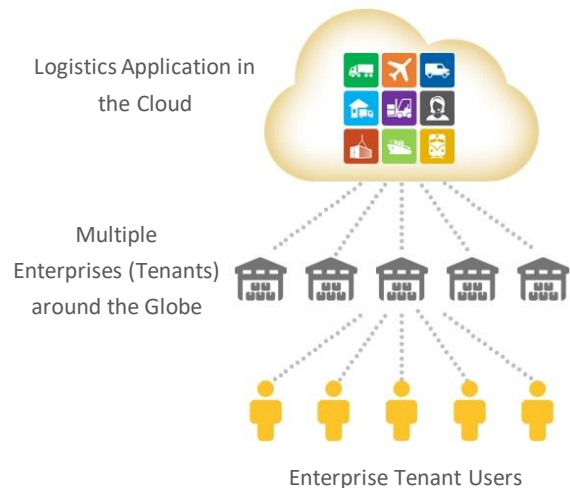 Logistics Application in
the Cloud
Multiple
Enterprises (Tenants)
around the Globe
Enterprise Tenant Users